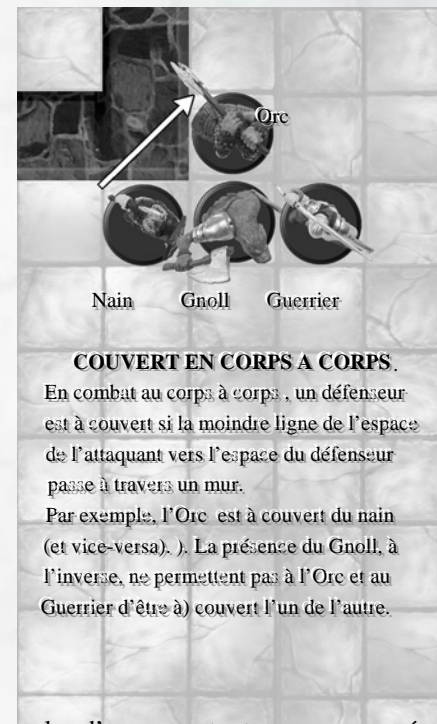 Orc
Nain Gnoll Guerrier
COUVERT EN CORPS A CORPS.
En combat au corps à corps , un défenseur
est à couvert si la moindre ligne de l'espace
de l'attaquant vers l'espace du défenseur
passe à travers un mur.
Par exemple, l'Orc est à couvert du nain
(et vice-versa). ). La présence du Gnoll, à
l'inverse, ne permettent pas à l'Orc et au
Guerrier d'être à) couvert l'un de l'autre.